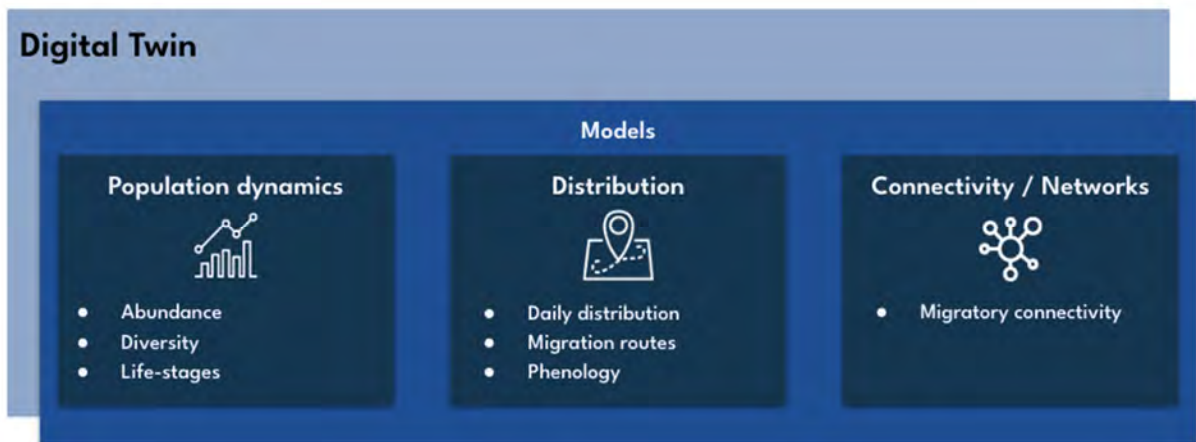 Digital Twin
Models
Population dynamics
● Abundance
● Diversity
● Life-stages
Distribution
● Daily distribution
● Migration routes
● Phenology
Connectivity / Networks
● Migratory connectivity